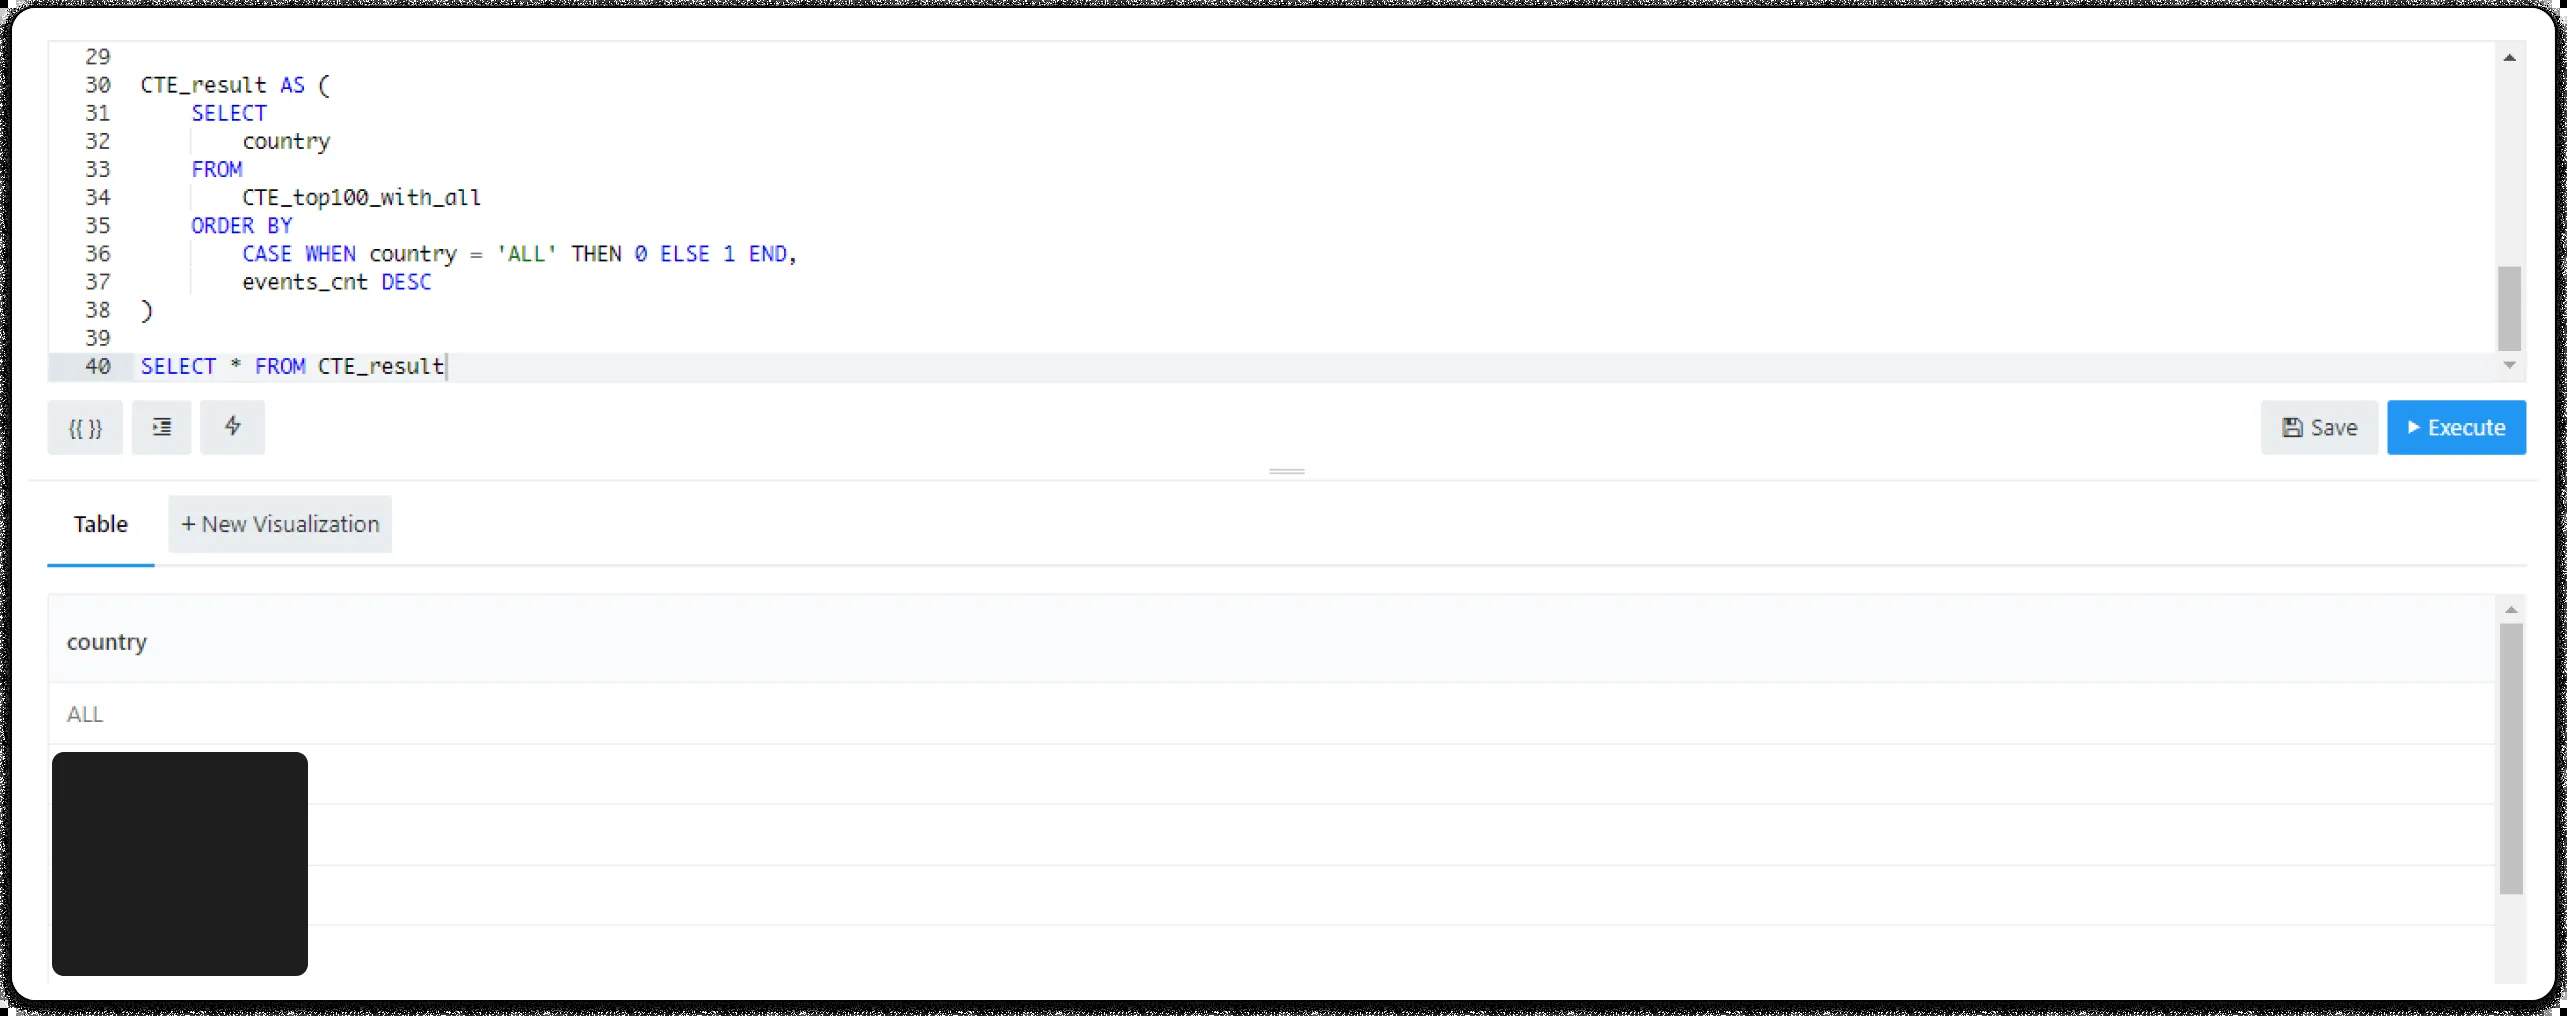 29
30 CTE_result AS (
31 SELECT
32 country
33 FROM
34 CTE_top100_with_all
35 ORDER BY
36 CASE WHEN country = 'ALL' THEN 0 ELSE 1 END,
37 events_cnt DESC
38 )
39
40 SELECT * FROM CTE_result
{{ }} Save Execute
Table + New Visualization
country
ALL